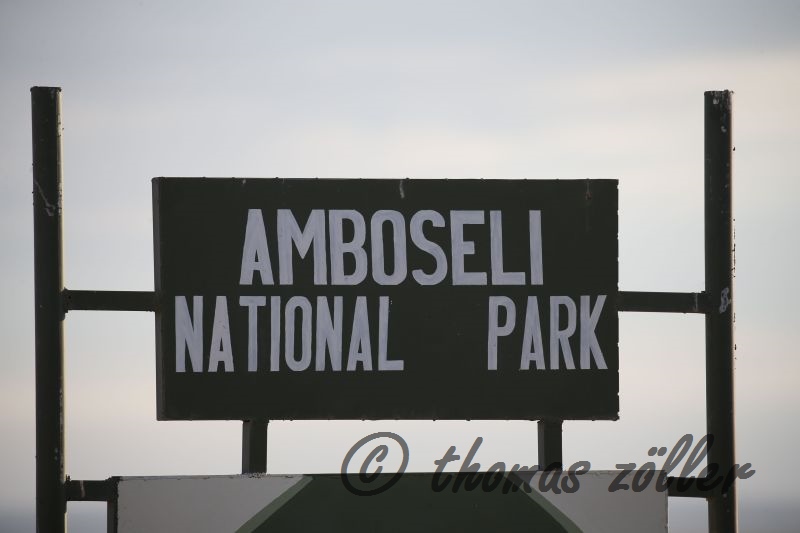 AMBOSELI
NATIONAL PARK
© thomas zöller